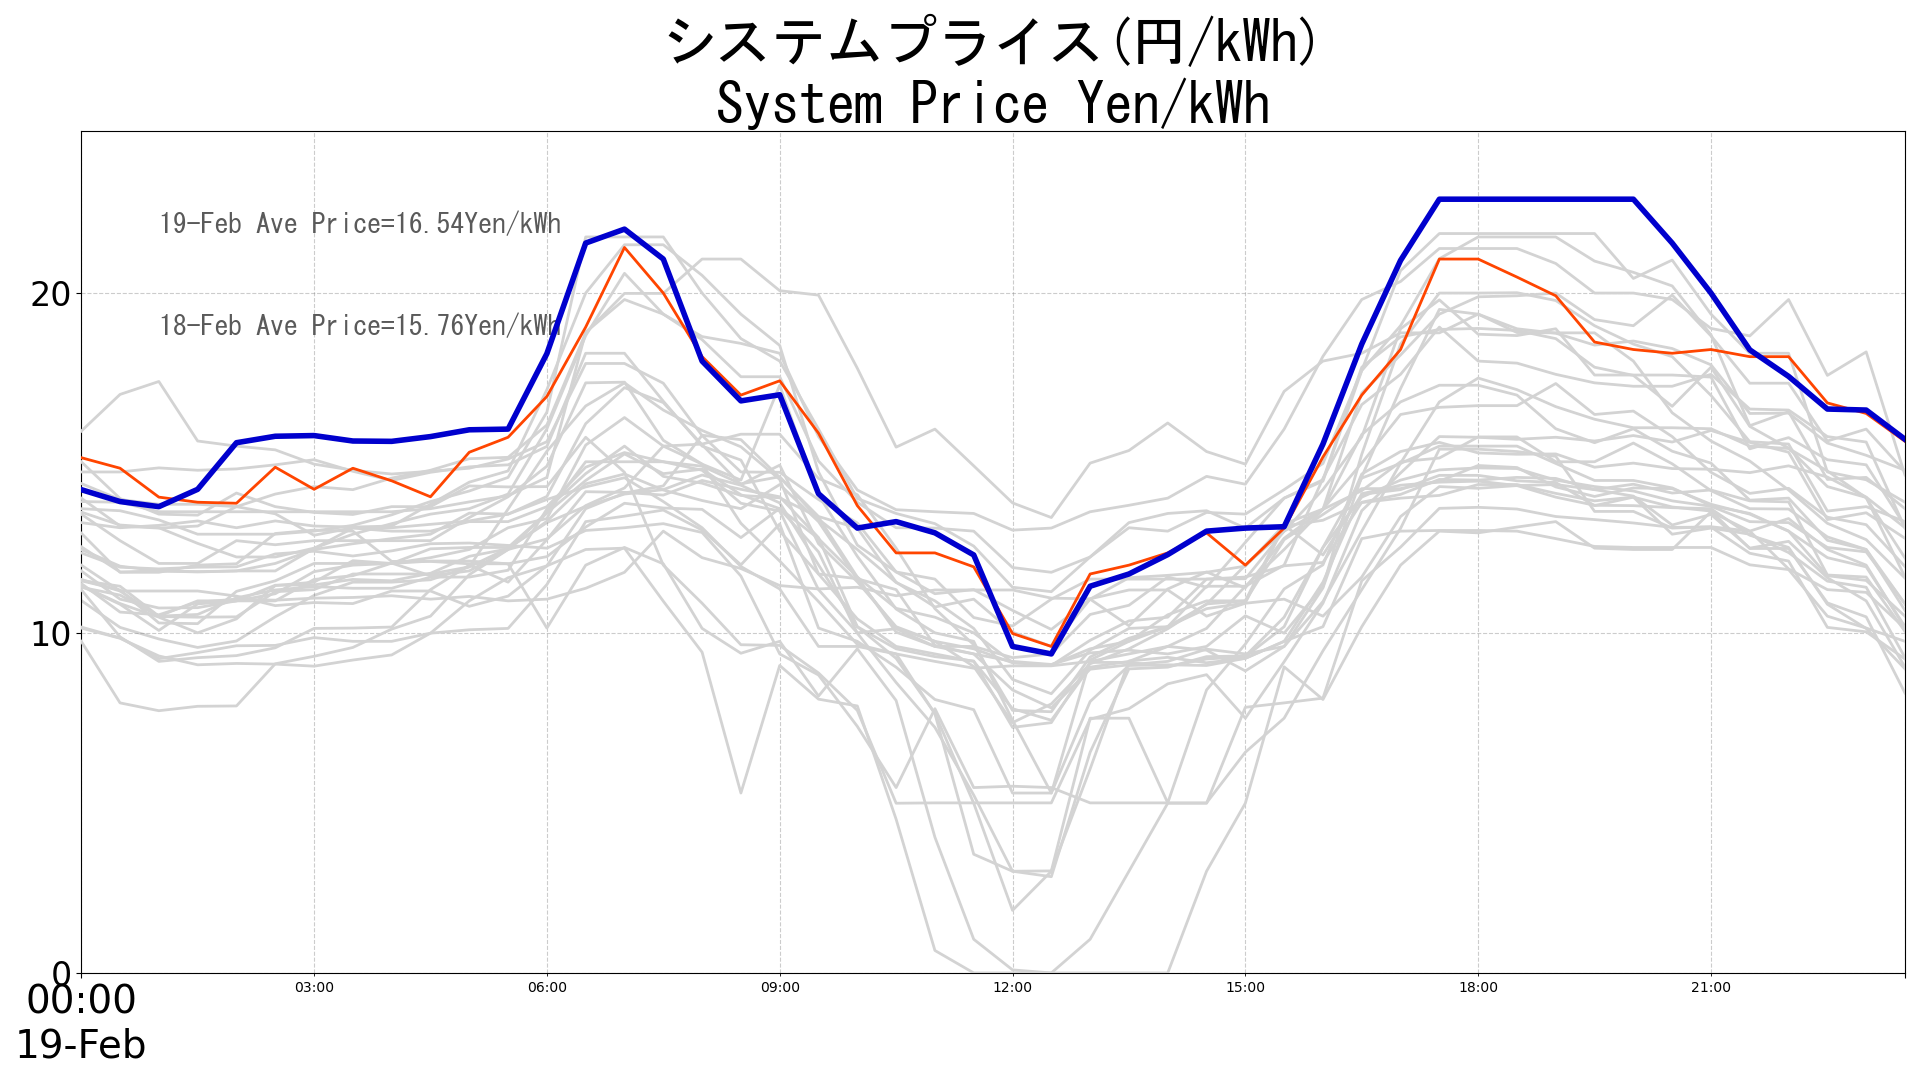 システムプライス(円/kWh)
System Price Yen/kWh
19-Feb Ave Price=16.54Yen/kWh
18-Feb Ave Price=15.76Yen/kWh
20
10
0
00:00
03:00
06:00
09:00
12:00
15:00
18:00
21:00
19-Feb